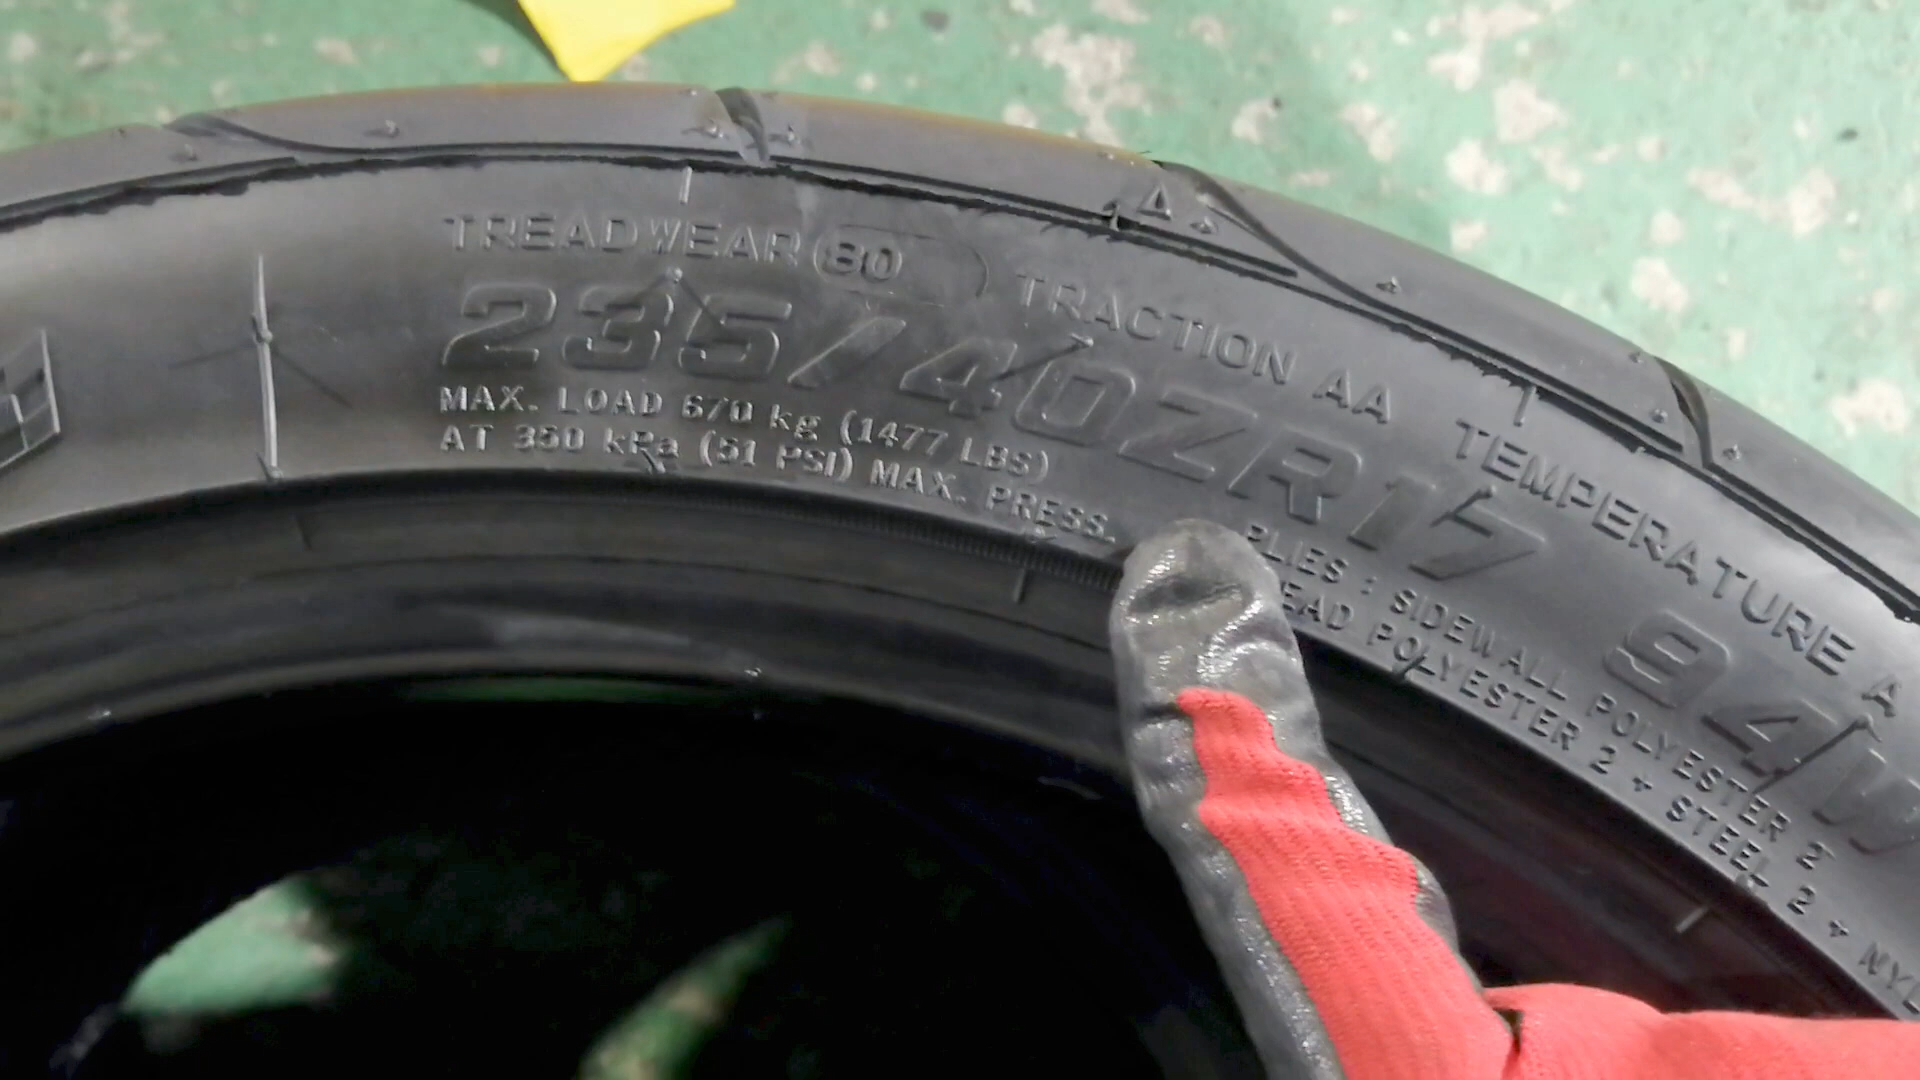 TREADWEAR 80 TRACTION AA TEMPERATURE A
235/40ZR17 94W
MAX. LOAD 670 kg (1477 LBS)
AT 350 kPa (51 PSI) MAX. PRESS.
PLIES : SIDEWALL POLYESTER 2
POLYESTER 2 + STEEL 2 +